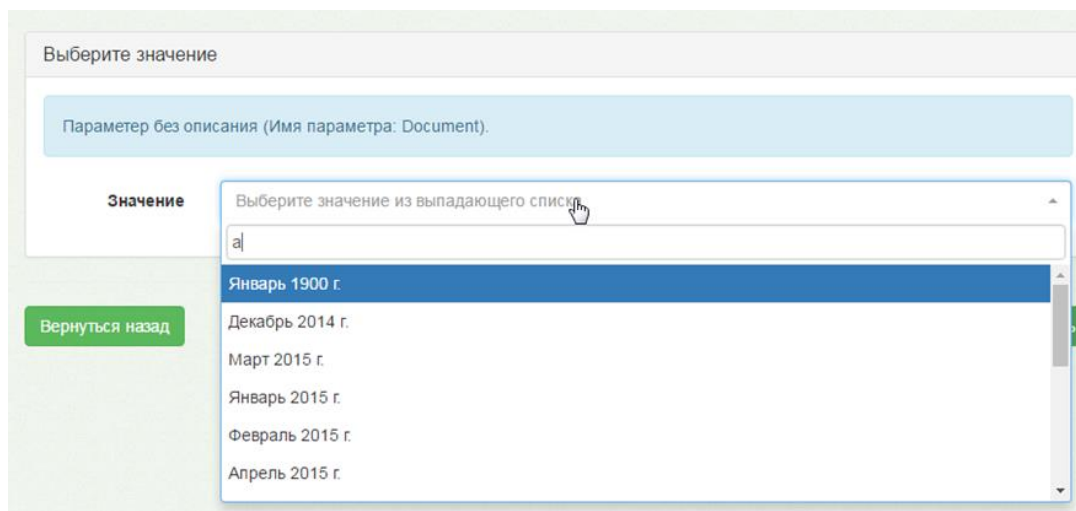 Выберите значение
Параметер без описания (Имя параметра: Document).
Значение
Выберите значение из выпадающего списка
а
Январь 1900 г.
Декабрь 2014 г.
Март 2015 г.
Январь 2015 г.
Февраль 2015 г.
Апрель 2015 г.
Вернуться назад